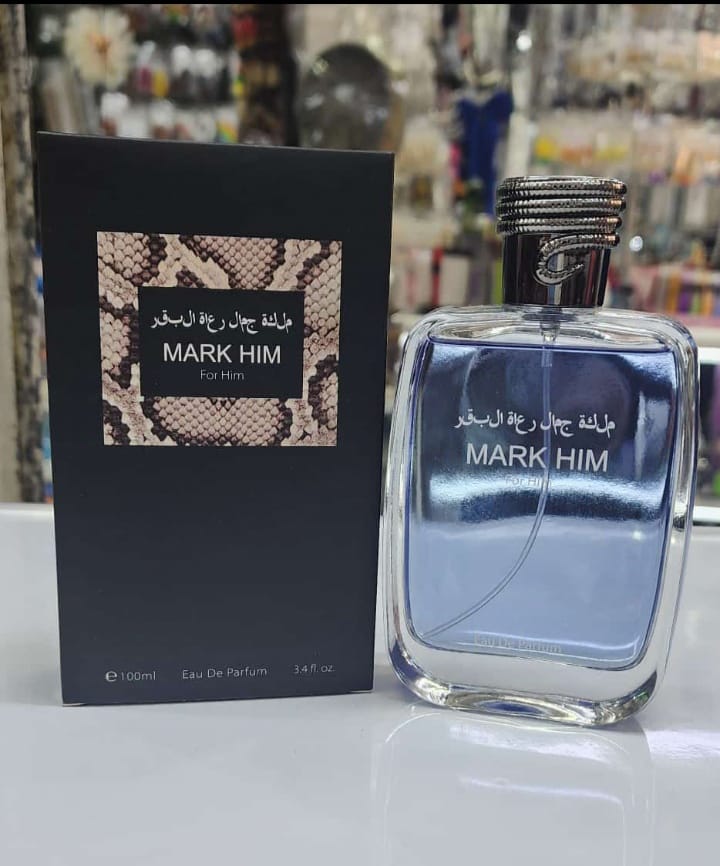 ملكة جمال رعاة البقر
MARK HIM
For Him
℮ 100ml Eau De Parfum 3.4 fl. oz.
ملكة جمال رعاة البقر
MARK HIM
For Him
Eau De Parfum